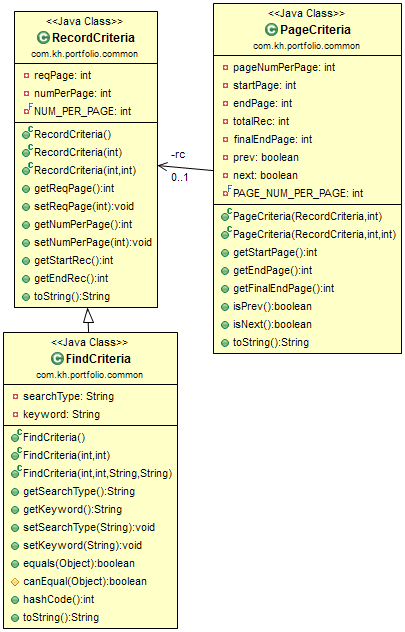 <<Java Class>>
RecordCriteria
com.kh.portfolio.common
reqPage: int
numPerPage: int
F NUM_PER_PAGE: int
C RecordCriteria()
C RecordCriteria(int)
C RecordCriteria(int,int)
getReqPage():int
setReqPage(int):void
getNumPerPage():int
setNumPerPage(int):void
getStartRec():int
getEndRec():int
toString():String
-rc
0..1
<<Java Class>>
PageCriteria
com.kh.portfolio.common
pageNumPerPage: int
startPage: int
endPage: int
totalRec: int
finalEndPage: int
prev: boolean
next: boolean
F PAGE_NUM_PER_PAGE: int
C PageCriteria(RecordCriteria,int)
C PageCriteria(RecordCriteria,int,int)
getStartPage():int
getEndPage():int
getFinalEndPage():int
isPrev():boolean
isNext():boolean
toString():String
<<Java Class>>
FindCriteria
com.kh.portfolio.common
searchType: String
keyword: String
C FindCriteria()
C FindCriteria(int,int)
C FindCriteria(int,int,String,String)
getSearchType():String
getKeyword():String
setSearchType(String):void
setKeyword(String):void
equals(Object):boolean
canEqual(Object):boolean
hashCode():int
toString():String